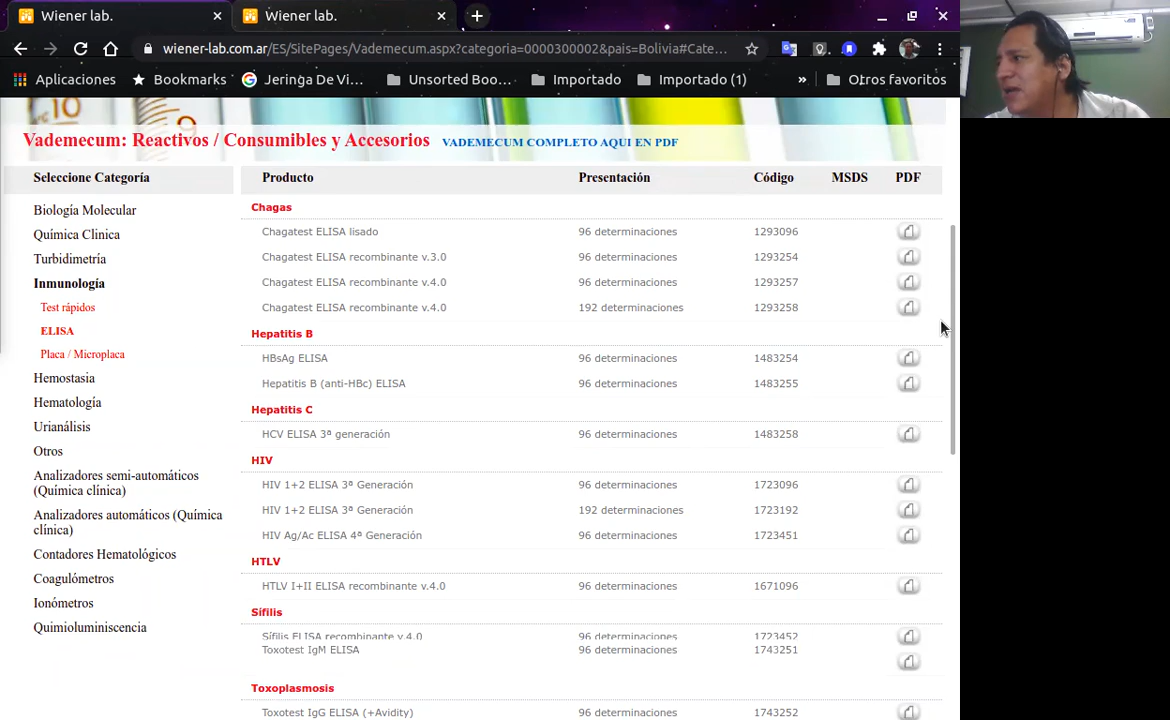 Wiener lab.
Wiener lab.
wiener-lab.com.ar/ES/SitePages/Vademecum.aspx?categoria=0000300002&pais=Bolivia#Cate...
Aplicaciones
Bookmarks
Jeringa De Vi...
Unsorted Boo...
Importado
Importado (1)
»
Otros favoritos
Vademecum: Reactivos / Consumibles y Accesorios VADEMECUM COMPLETO AQUI EN PDF
Seleccione Categoría
Biología Molecular
Química Clinica
Turbidimetría
Inmunología
Test rápidos
ELISA
Placa / Microplaca
Hemostasia
Hematología
Uriánálisis
Otros
Analizadores semi-automáticos
(Química clínica)
Analizadores automáticos (Química
clínica)
Contadores Hematológicos
Coagulómetros
Ionómetros
Quimioluminiscencia
Producto Presentación Código MSDS PDF
Chagas
Chagatest ELISA lisado 96 determinaciones 1293096
Chagatest ELISA recombinante v.3.0 96 determinaciones 1293254
Chagatest ELISA recombinante v.4.0 96 determinaciones 1293257
Chagatest ELISA recombinante v.4.0 192 determinaciones 1293258
Hepatitis B
HBsAg ELISA 96 determinaciones 1483254
Hepatitis B (anti-HBc) ELISA 96 determinaciones 1483255
Hepatitis C
HCV ELISA 3ª generación 96 determinaciones 1483258
HIV
HIV 1+2 ELISA 3ª Generación 96 determinaciones 1723096
HIV 1+2 ELISA 3ª Generación 192 determinaciones 1723192
HIV Ag/Ac ELISA 4ª Generación 96 determinaciones 1723451
HTLV
HTLV I+II ELISA recombinante v.4.0 96 determinaciones 1671096
Sífilis
Sífilis ELISA recombinante v.4.0 96 determinaciones 1723452
Toxotest IgM ELISA 96 determinaciones 1743251
Toxoplasmosis
Toxotest IgG ELISA (+Avidity) 96 determinaciones 1743252